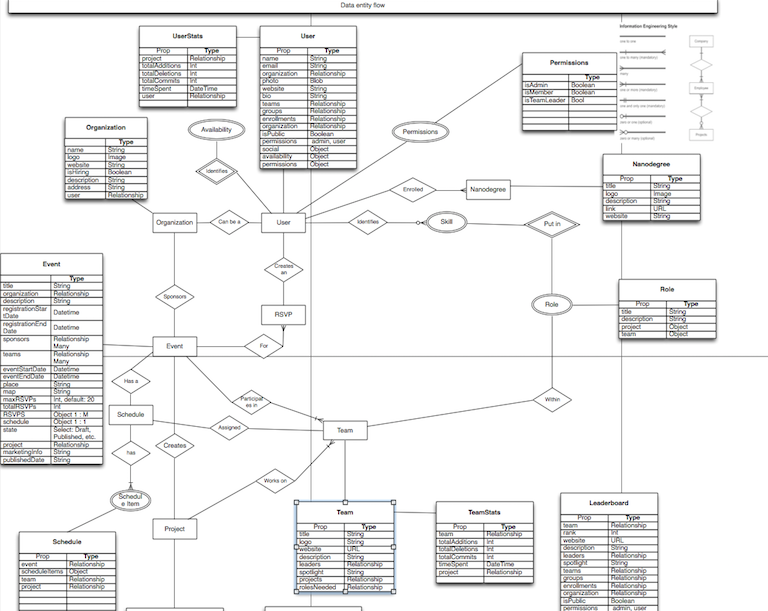 Data entity flow
Information Engineering Style
UserStats
Prop Type
project Relationship
totalAdditions Int
totalDeletions Int
totalCommits Int
timeSpent DateTime
user Relationship
User
Prop Type
name String
email String
organization Relationship
photo Blob
website String
bio String
teams Relationship
groups Relationship
enrollments Relationship
organization Relationship
isPublic Boolean
permissions admin, user
social Object
availability Object
permissions Object
Permissions
Type
isAdmin Boolean
isMember Boolean
isTeamLeader Bool
Organization
Type
name String
logo Image
website String
isHiring Boolean
description String
address String
user Relationship
Availability
Identifies
Permissions
Enrolled
Nanodegree
Nanodegree
Prop Type
title String
logo Image
description String
link URL
website String
Organization
Can be a
User
Identifies
Skill
Put in
Creates
an
Sponsors
RSVP
For
Event
Role
Role
Prop Type
title String
description String
project Object
team Object
Event
Type
title String
organization Relationship
description String
registrationStar
tDate Datetime
registrationEnd
Date Datetime
sponsors Relationship
Many
teams Relationship
Many
eventStartDate Datetime
eventEndDate Datetime
place String
map String
maxRSVPs Int, default: 20
totalRSVPs Int
RSVPS Object 1 : M
schedule Object 1 : 1
state Select: Draft,
Published, etc.
project Relationship
marketingInfo String
publishedDate String
Has a
Participat
es in
Within
Schedule
Assigned
Team
has
Creates
Works on
Schedul
e Item
Project
Schedule
Prop Type
event Relationship
scheduleItems Object
team Relationship
project Relationship
Team
Prop Type
title String
logo String
website URL
description String
leaders Relationship
spotlight String
projects Relationship
rolesNeeded Relationship
TeamStats
Prop Type
team Relationship
totalAdditions Int
totalDeletions Int
totalCommits Int
timeSpent DateTime
project Relationship
Leaderboard
Prop Type
team Relationship
rank Int
website URL
description String
leaders Relationship
spotlight String
teams Relationship
groups Relationship
enrollments Relationship
organization Relationship
isPublic Boolean
permissions admin, user